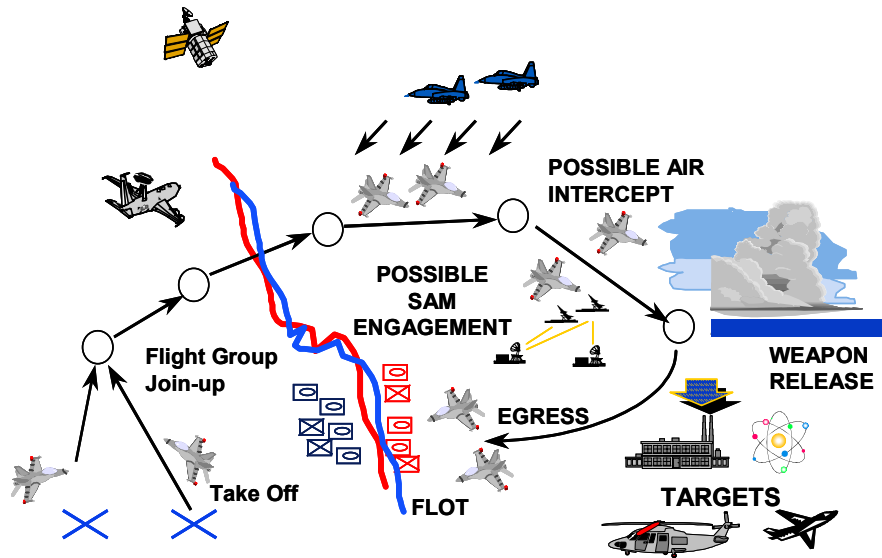 POSSIBLE AIR
INTERCEPT
POSSIBLE
SAM
ENGAGEMENT
Flight Group
Join-up
WEAPON
RELEASE
EGRESS
Take Off
FLOT
TARGETS